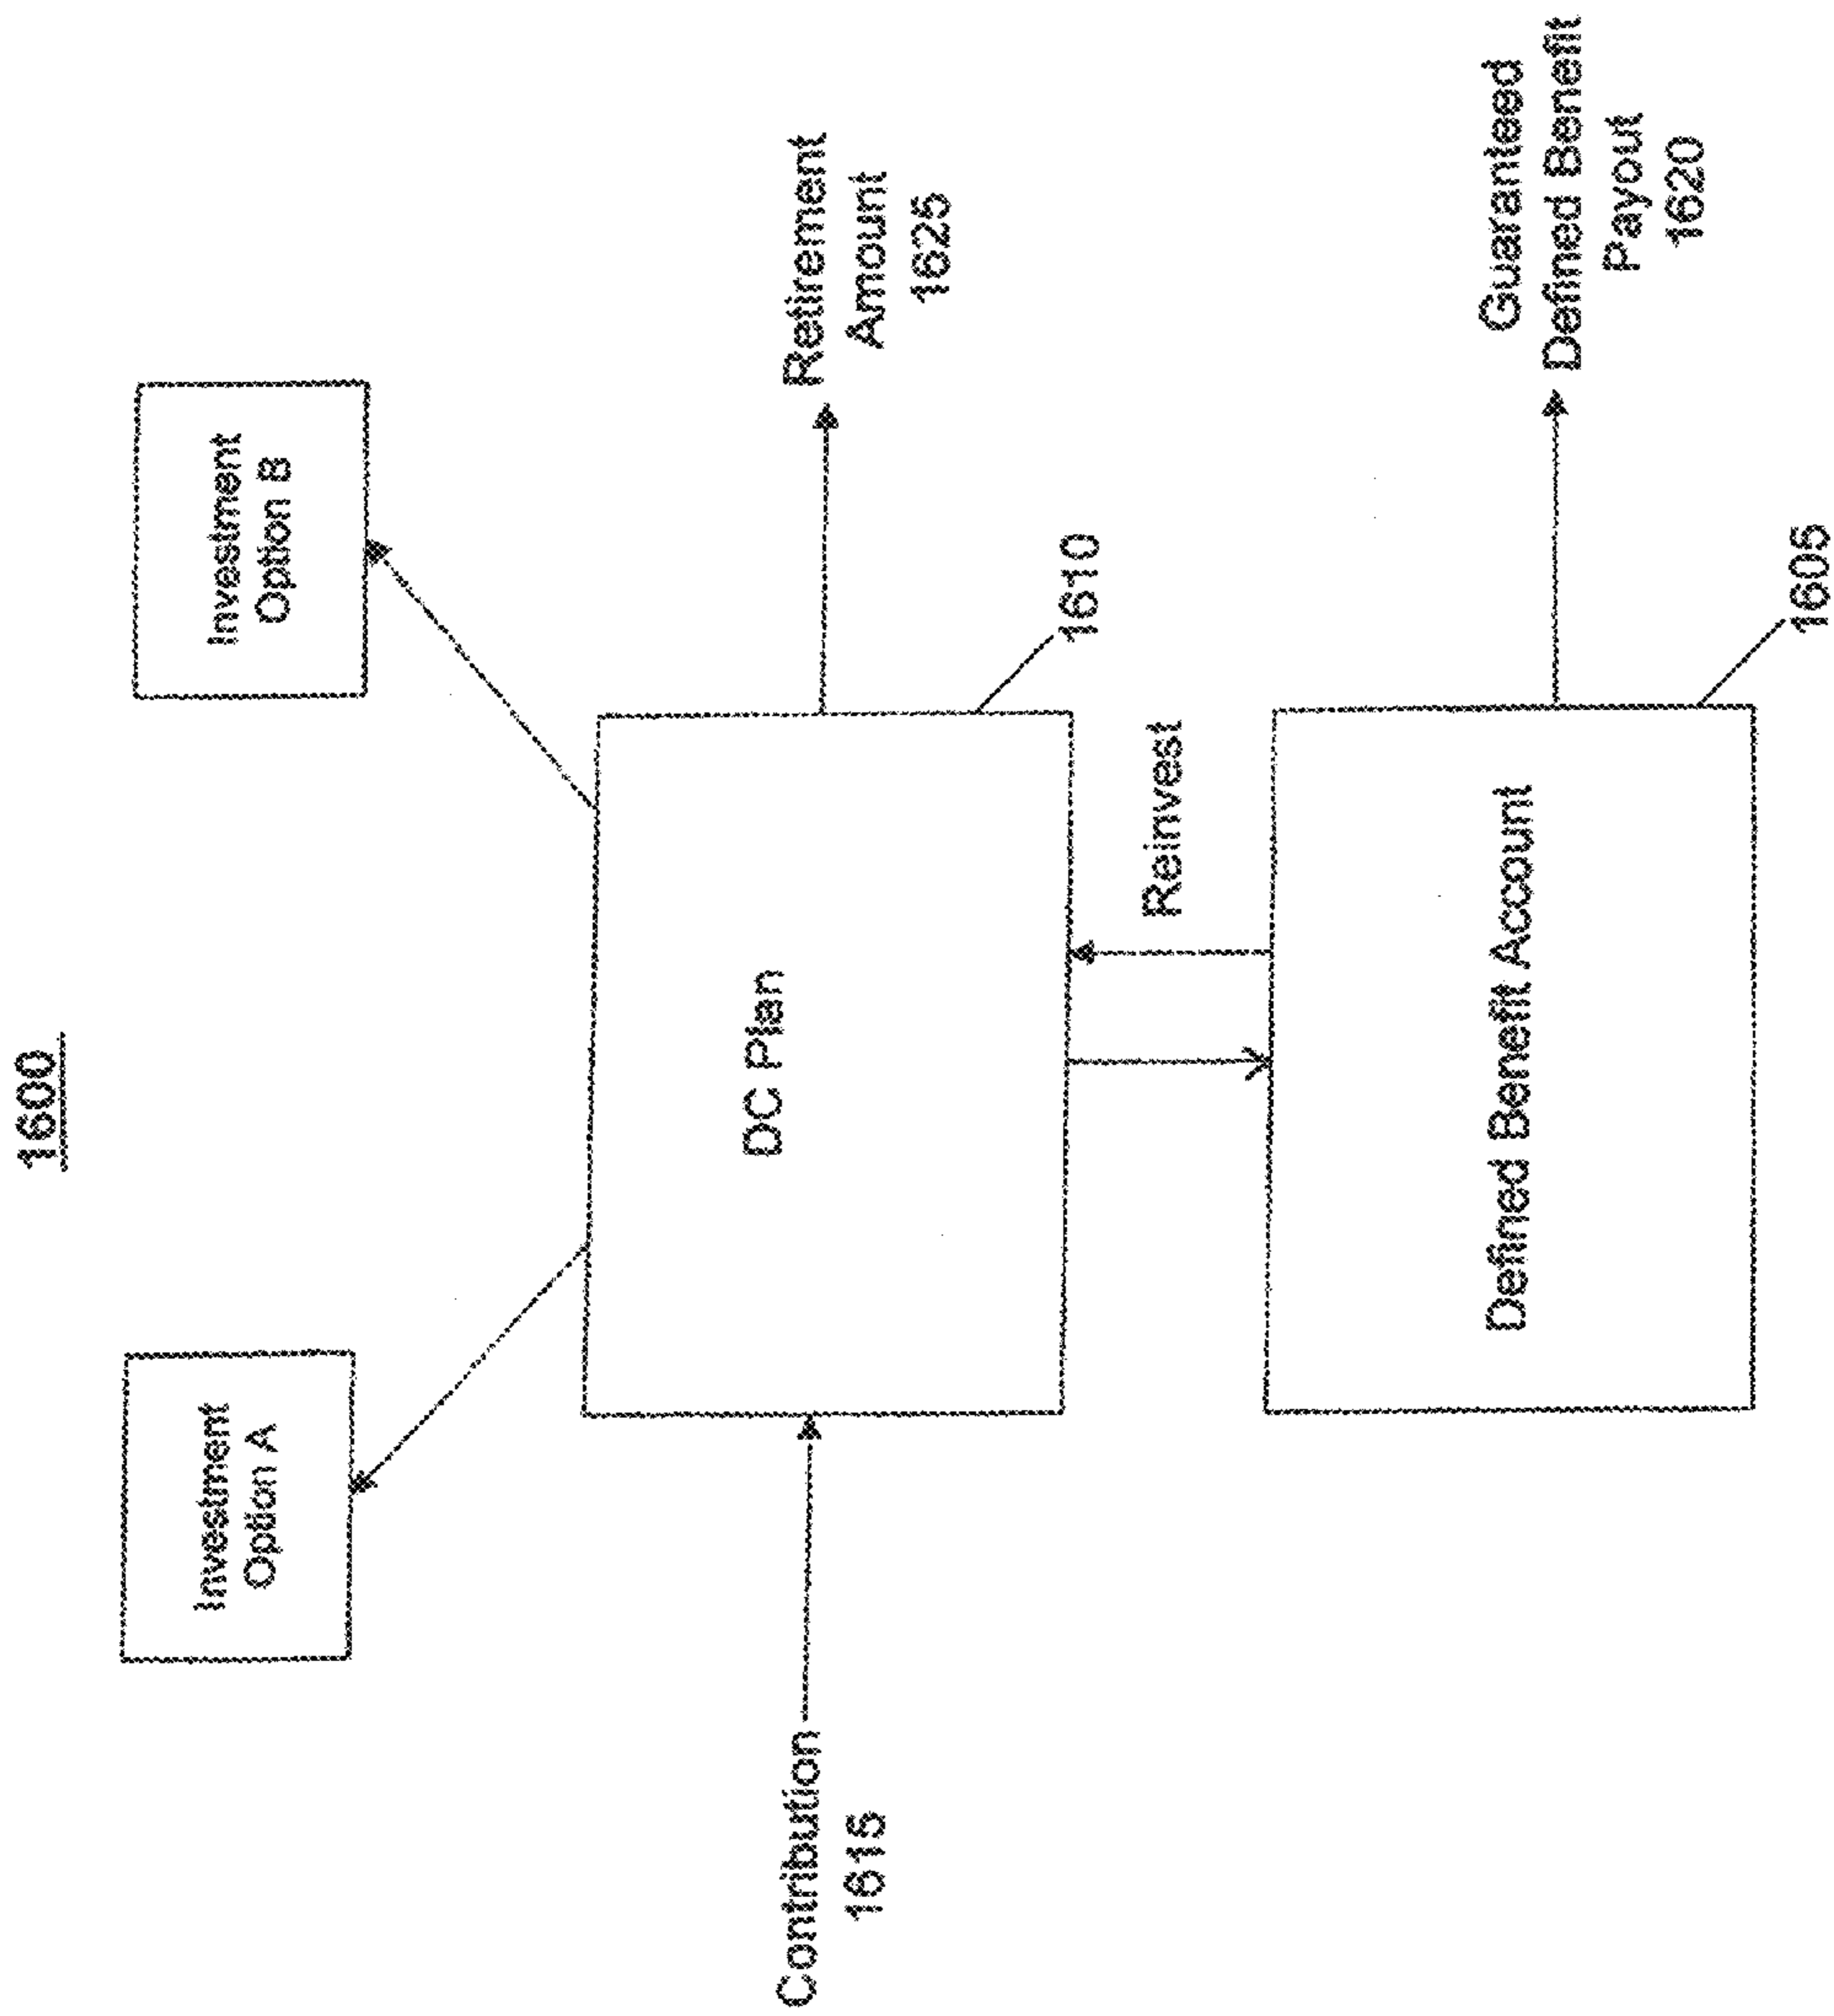 1600
Investment
Option A
Investment
Option B
Contribution
1615
DC Plan
Retirement
Amount
1625
1610
Reinvest
Defined Benefit Account
Guaranteed
Defined Benefit
Payout
1620
1605